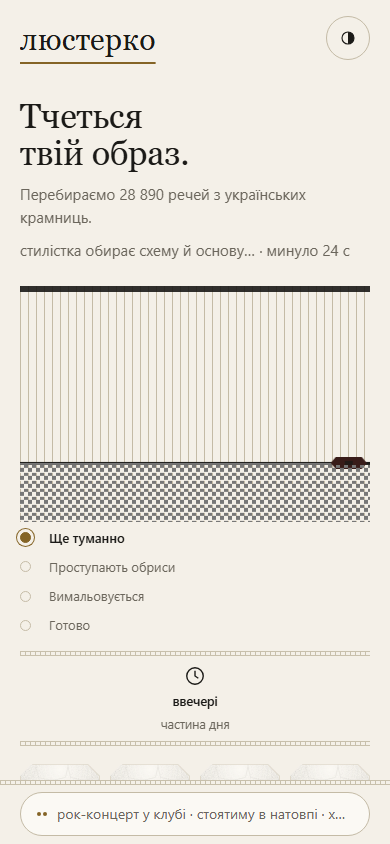 люстерко
Тчеться
твій образ.
Перебираємо 28 890 речей з українських
крамниць.
стилістка обирає схему й основу… · минуло 24 с
Ще туманно
Проступають обриси
Вимальовується
Готово
ввечері
частина дня
рок-концерт у клубі · стоятиму в натовпі · х…